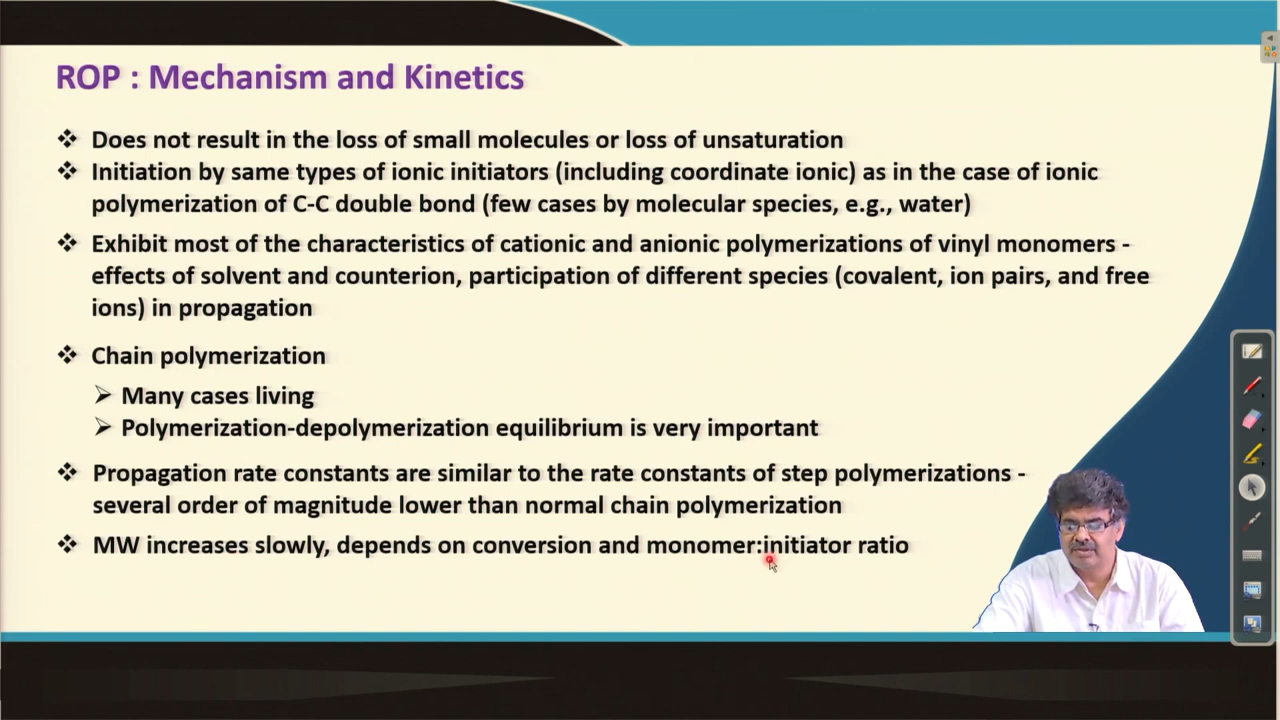 ROP : Mechanism and Kinetics
❖ Does not result in the loss of small molecules or loss of unsaturation
❖ Initiation by same types of ionic initiators (including coordinate ionic) as in the case of ionic
polymerization of C-C double bond (few cases by molecular species, e.g., water)
❖ Exhibit most of the characteristics of cationic and anionic polymerizations of vinyl monomers -
effects of solvent and counterion, participation of different species (covalent, ion pairs, and free
ions) in propagation
❖ Chain polymerization
➢ Many cases living
➢ Polymerization-depolymerization equilibrium is very important
❖ Propagation rate constants are similar to the rate constants of step polymerizations -
several order of magnitude lower than normal chain polymerization
❖ MW increases slowly, depends on conversion and monomer:initiator ratio